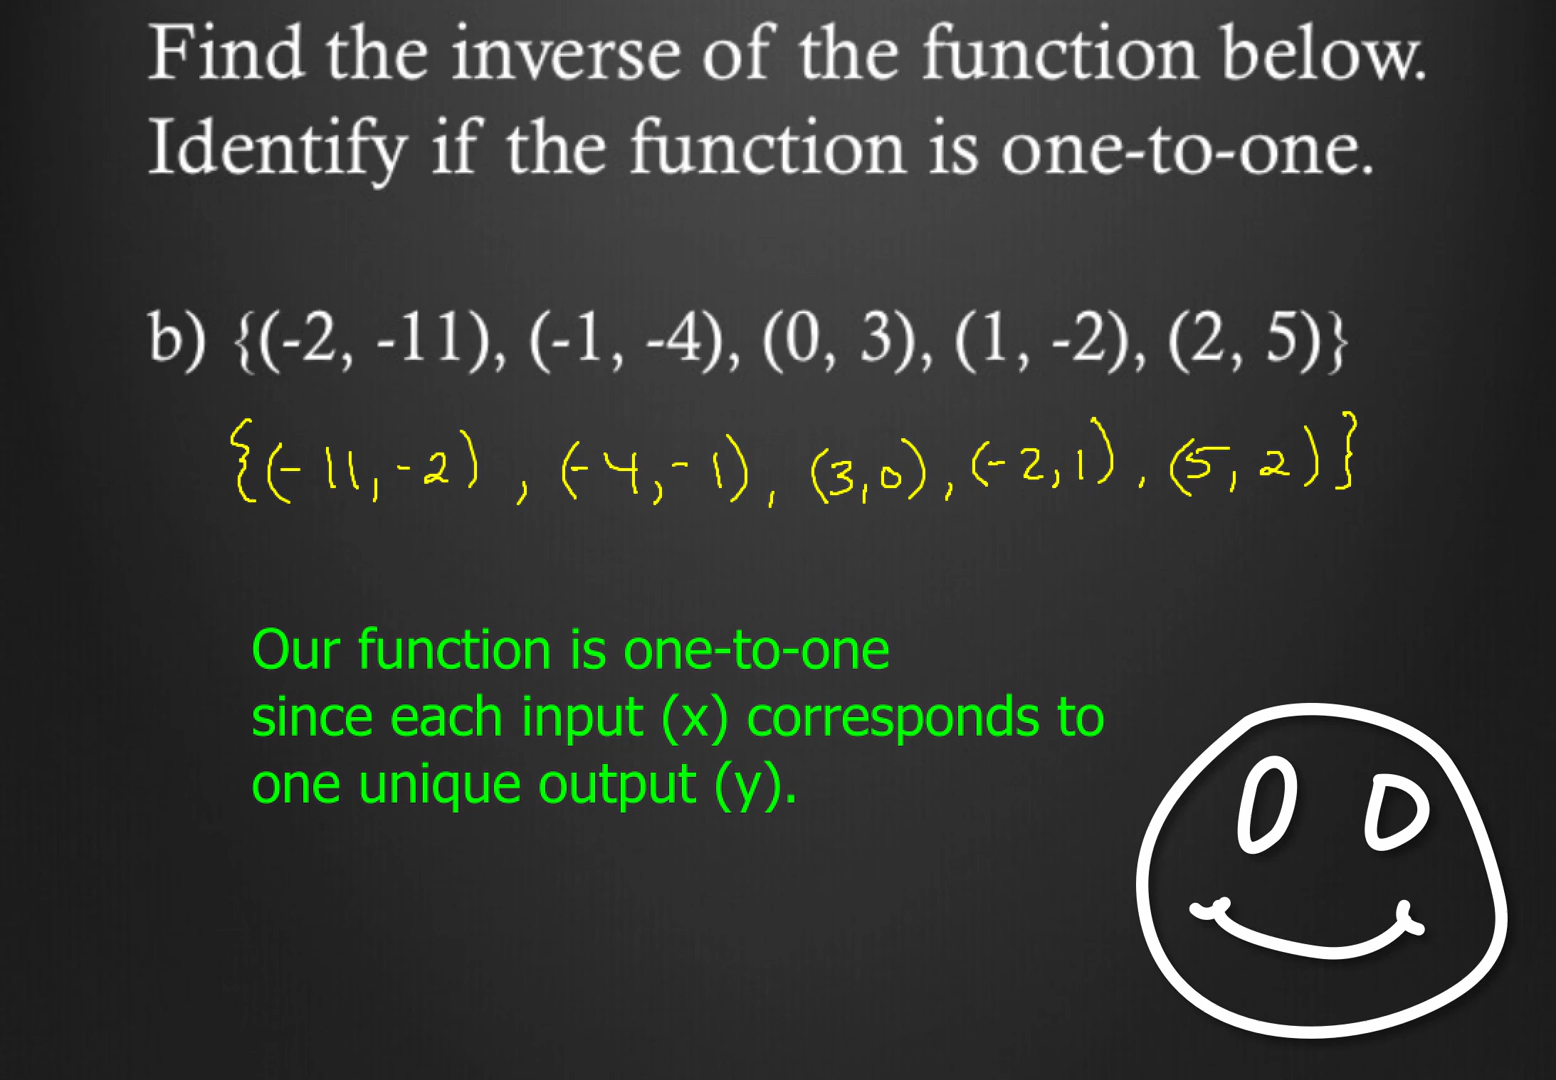 Find the inverse of the function below.
Identify if the function is one-to-one.
b) {(-2, -11), (-1, -4), (0, 3), (1, -2), (2, 5)}
{(-11,-2), (-4,-1), (3,0), (-2,1), (5,2)}
Our function is one-to-one
since each input (x) corresponds to
one unique output (y).